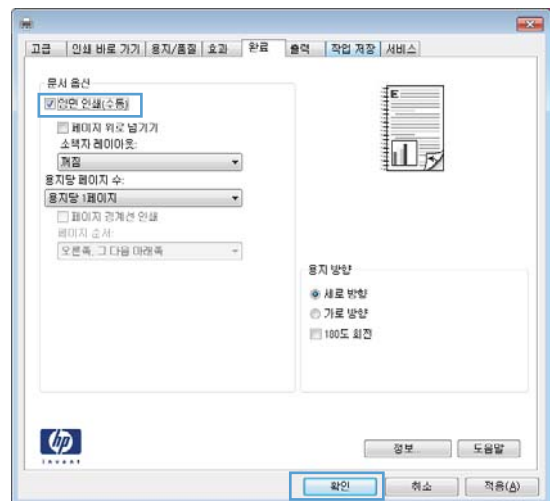 고급 인쇄 바로 가기 용지/품질 효과 완료 출력 작업 저장 서비스
문서 옵션
양면 인쇄(수동)
페이지 위로 넘기기
소책자 레이아웃:
꺼짐
용지당 페이지 수:
용지당 1페이지
페이지 경계선 인쇄
페이지 순서:
오른쪽, 그 다음 아래쪽
E
용지 방향
세로 방향
가로 방향
180도 회전
hp
invent
정보... 도움말
확인 취소 적용(A)